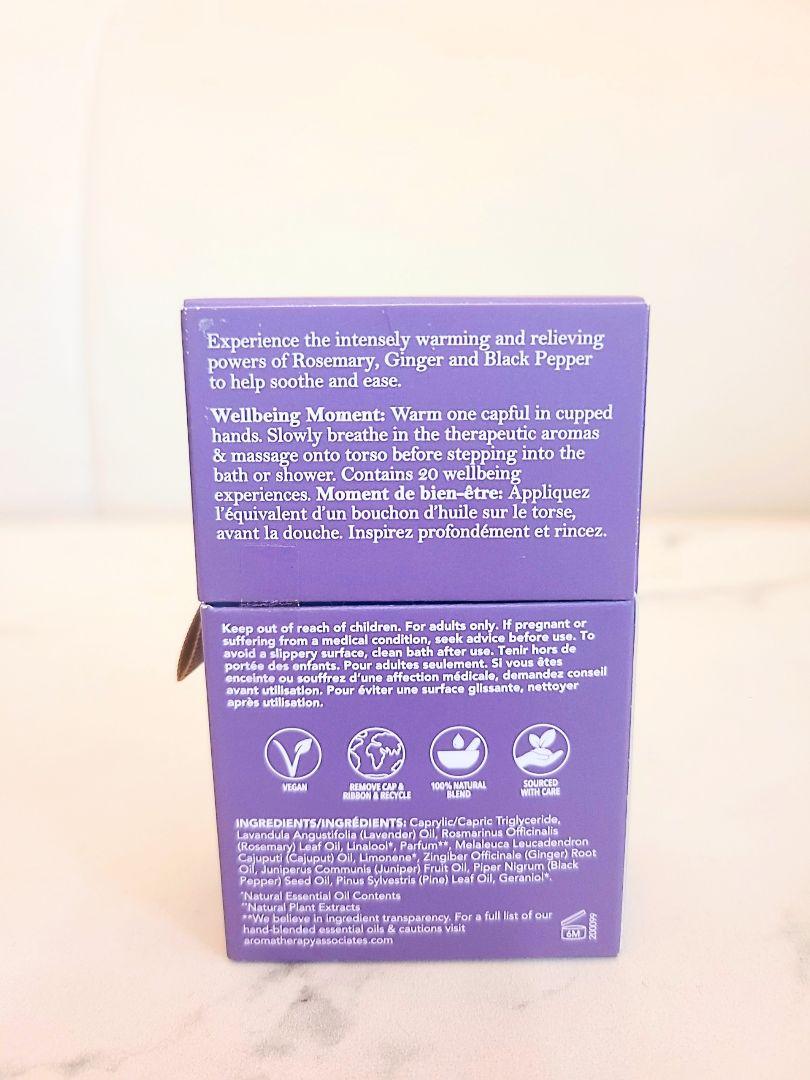 Experience the intensely warming and relieving
powers of Rosemary, Ginger and Black Pepper
to help soothe and ease.
Wellbeing Moment: Warm one capful in cupped
hands. Slowly breathe in the therapeutic aromas
& massage onto torso before stepping into the
bath or shower. Contains 20 wellbeing
experiences. Moment de bien-être: Appliquez
l'équivalent d'un bouchon d'huile sur le torse,
avant la douche. Inspirez profondément et rincez.
Keep out of reach of children. For adults only. If pregnant or
suffering from a medical condition, seek advice before use. To
avoid a slippery surface, clean bath after use. Tenir hors de
portée des enfants. Pour adultes seulement. Si vous êtes
enceinte ou souffrez d'une affection médicale, demandez conseil
avant utilisation. Pour éviter une surface glissante, nettoyer
après utilisation.
VEGAN
REMOVE CAP &
RIBBON & RECYCLE
100% NATURAL
BLEND
SOURCED
WITH CARE
INGREDIENTS/INGRÉDIENTS: Caprylic/Capric Triglyceride,
Lavandula Angustifolia (Lavender) Oil, Rosmarinus Officinalis
(Rosemary) Leaf Oil, Linalool*, Parfum**, Melaleuca Leucadendron
Cajuputi (Cajuput) Oil, Limonene*, Zingiber Officinale (Ginger) Root
Oil, Juniperus Communis (Juniper) Fruit Oil, Piper Nigrum (Black
Pepper) Seed Oil, Pinus Sylvestris (Pine) Leaf Oil, Geraniol*.
*Natural Essential Oil Contents
**Natural Plant Extracts
**We believe in ingredient transparency. For a full list of our
hand-blended essential oils & cautions visit
aromatherapyassociates.com
6M
200099